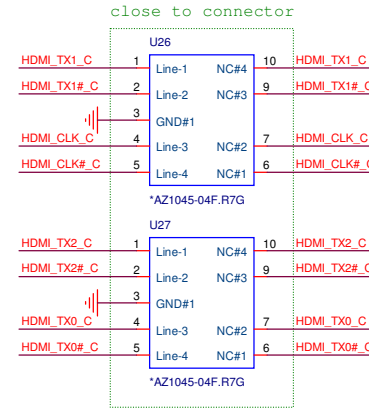 close to connector
U26
HDMI_TX1_C 1 Line-1 NC#4 10 HDMI_TX1_C
HDMI_TX1#_C 2 Line-2 NC#3 9 HDMI_TX1#_C
3 GND#1
HDMI_CLK_C 4 Line-3 NC#2 7 HDMI_CLK_C
HDMI_CLK#_C 5 Line-4 NC#1 6 HDMI_CLK#_C
*AZ1045-04F.R7G
U27
HDMI_TX2_C 1 Line-1 NC#4 10 HDMI_TX2_C
HDMI_TX2#_C 2 Line-2 NC#3 9 HDMI_TX2#_C
3 GND#1
HDMI_TX0_C 4 Line-3 NC#2 7 HDMI_TX0_C
HDMI_TX0#_C 5 Line-4 NC#1 6 HDMI_TX0#_C
*AZ1045-04F.R7G